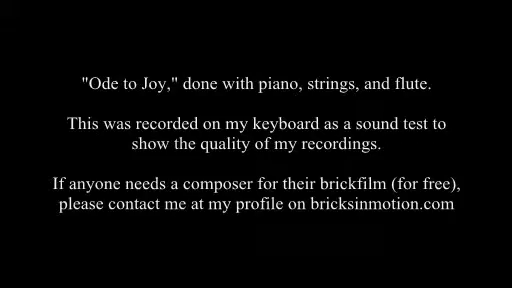 "Ode to Joy," done with piano, strings, and flute.
This was recorded on my keyboard as a sound test to
show the quality of my recordings.
If anyone needs a composer for their brickfilm (for free),
please contact me at my profile on bricksinmotion.com